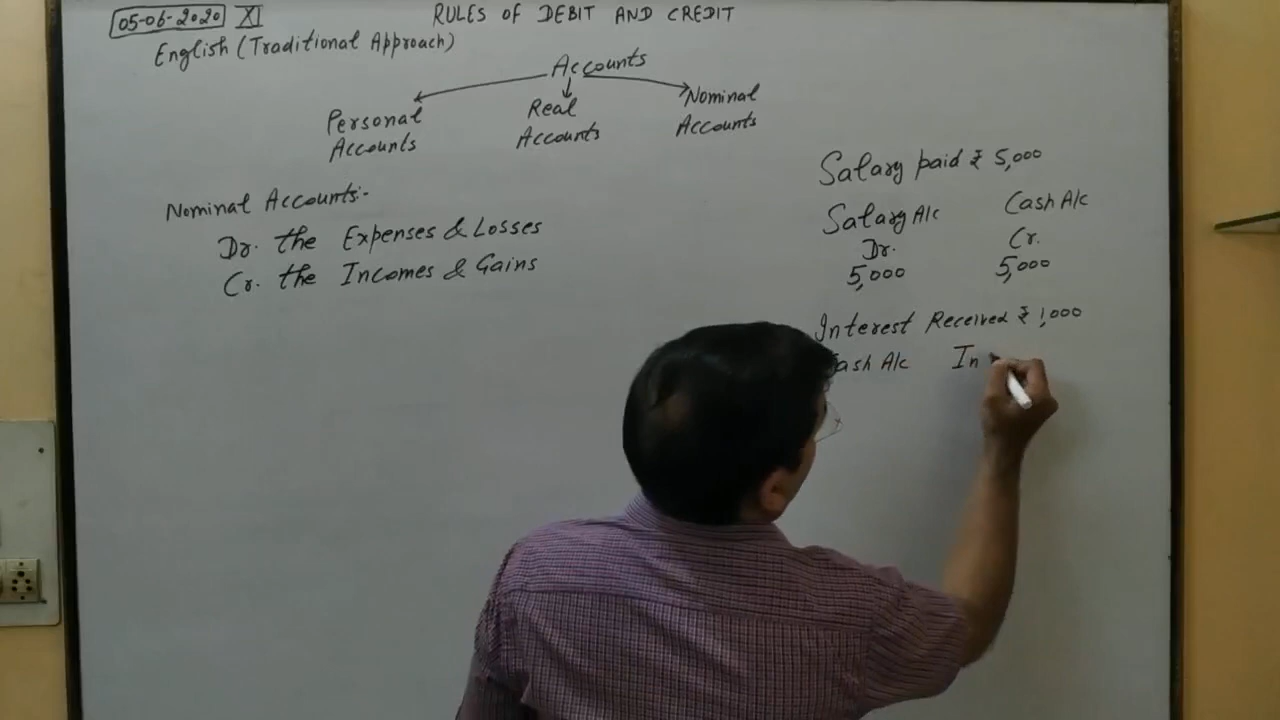 05-06-2020 XI RULES OF DEBIT AND CREDIT
English (Traditional Approach)
Accounts
Personal Accounts
Real Accounts
Nominal Accounts
Nominal Accounts:-
Dr. the Expenses & Losses
Cr. the Incomes & Gains
Salary paid ₹ 5,000
Salary A/c Cash A/c
Dr. Cr.
5,000 5,000
Interest Received ₹ 1,000
ash A/c In